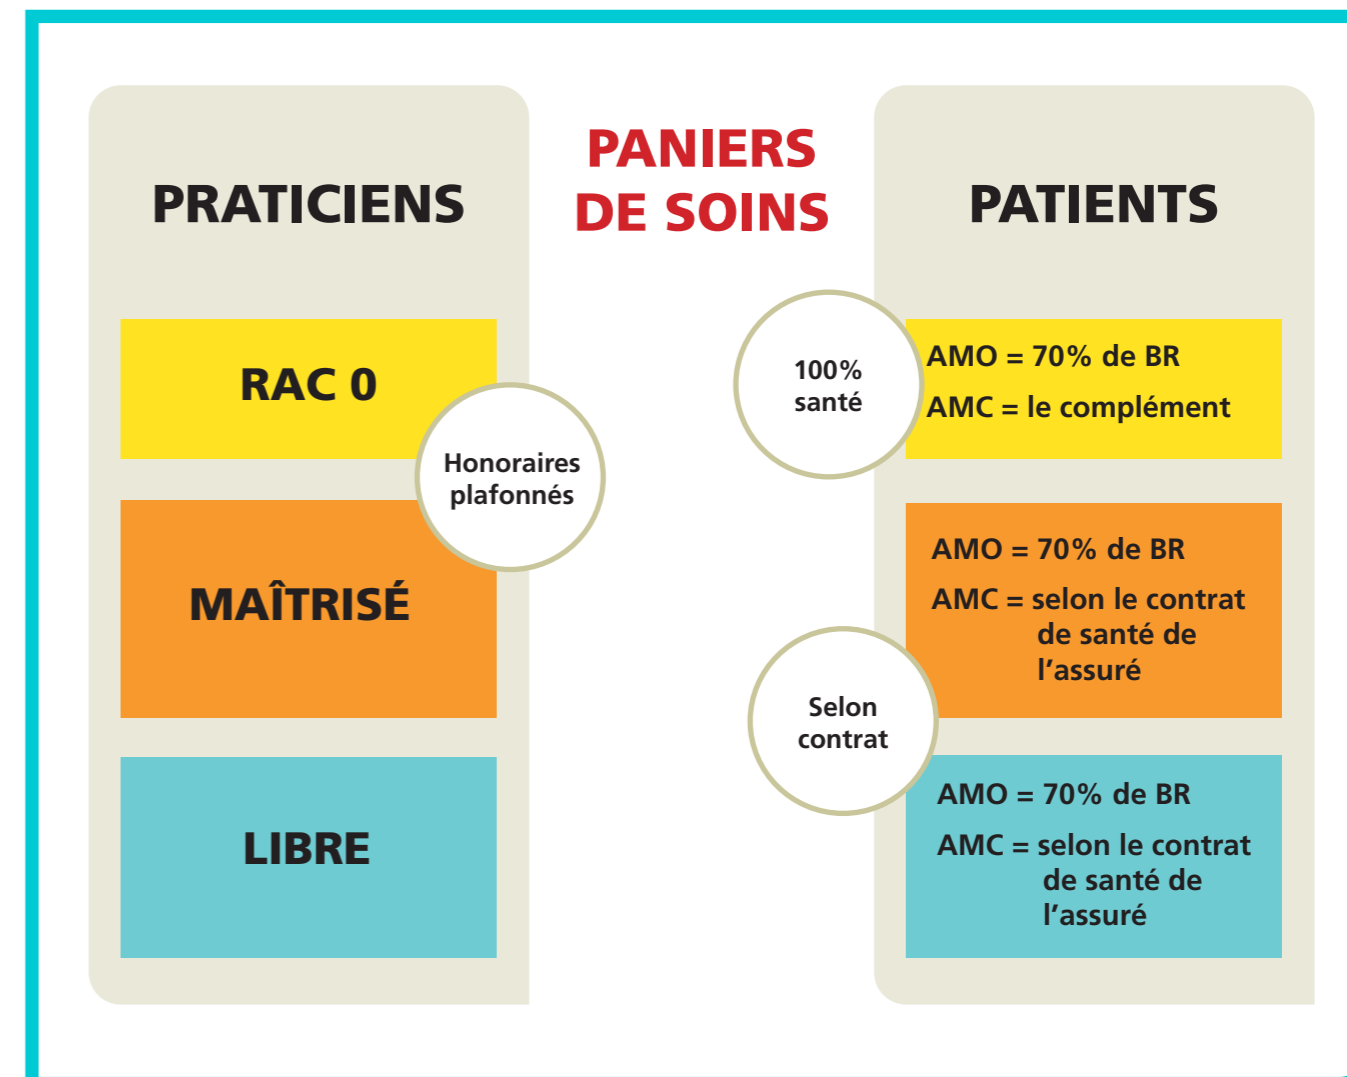 PANIERS
DE SOINS
PRATICIENS
RAC 0
Honoraires
plafonnés
MAÎTRISÉ
LIBRE
PATIENTS
100%
santé
AMO = 70% de BR
AMC = le complément
AMO = 70% de BR
AMC = selon le contrat
de santé de
l’assuré
Selon
contrat
AMO = 70% de BR
AMC = selon le contrat
de santé de
l’assuré